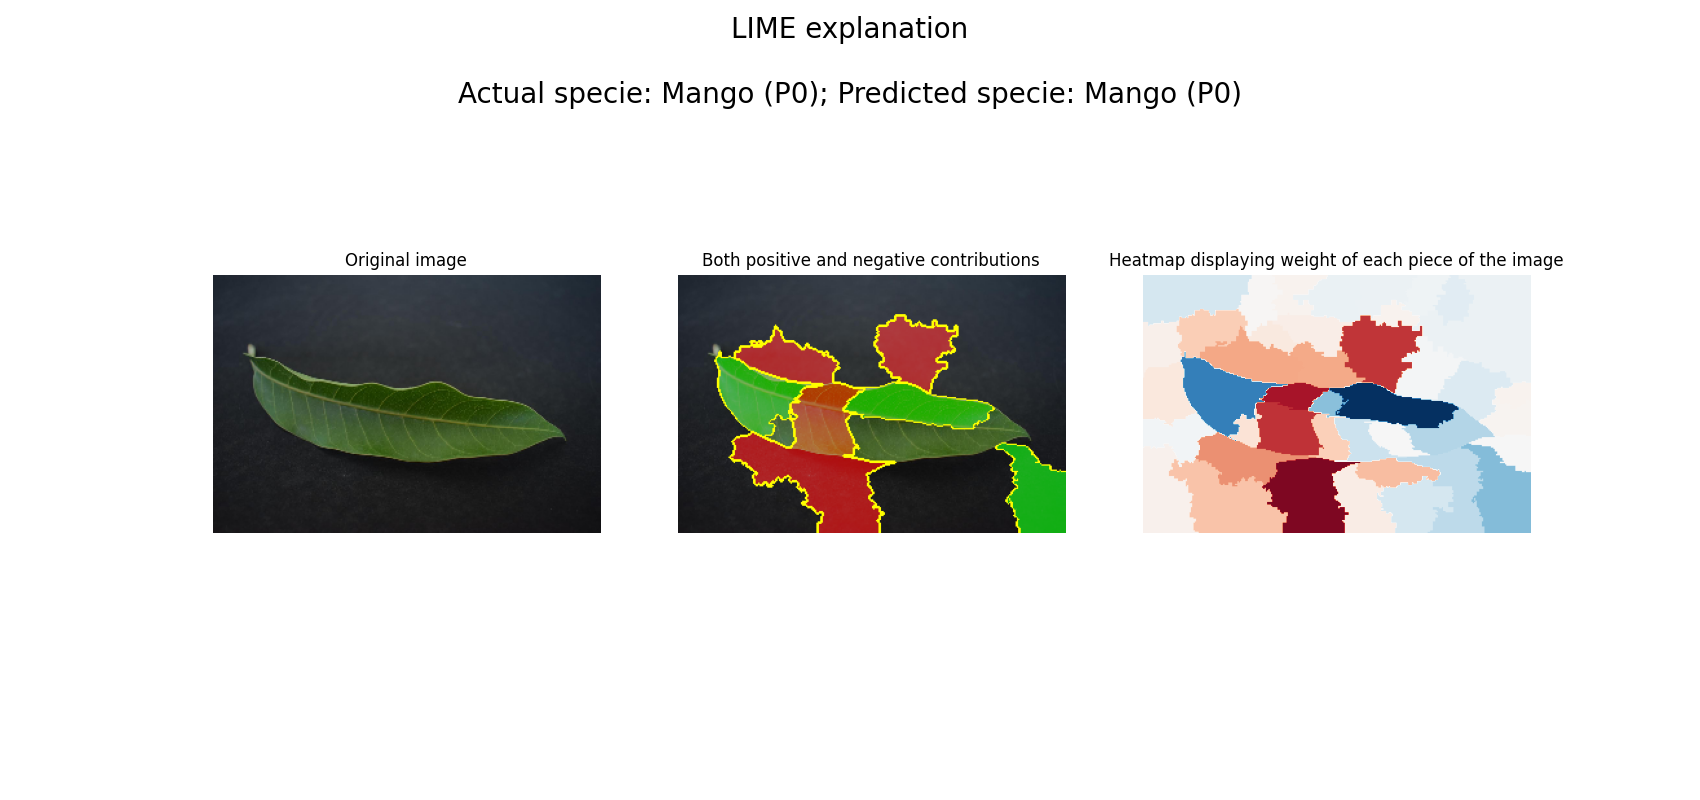 LIME explanation
Actual specie: Mango (P0); Predicted specie: Mango (P0)
Original image
Both positive and negative contributions
Heatmap displaying weight of each piece of the image